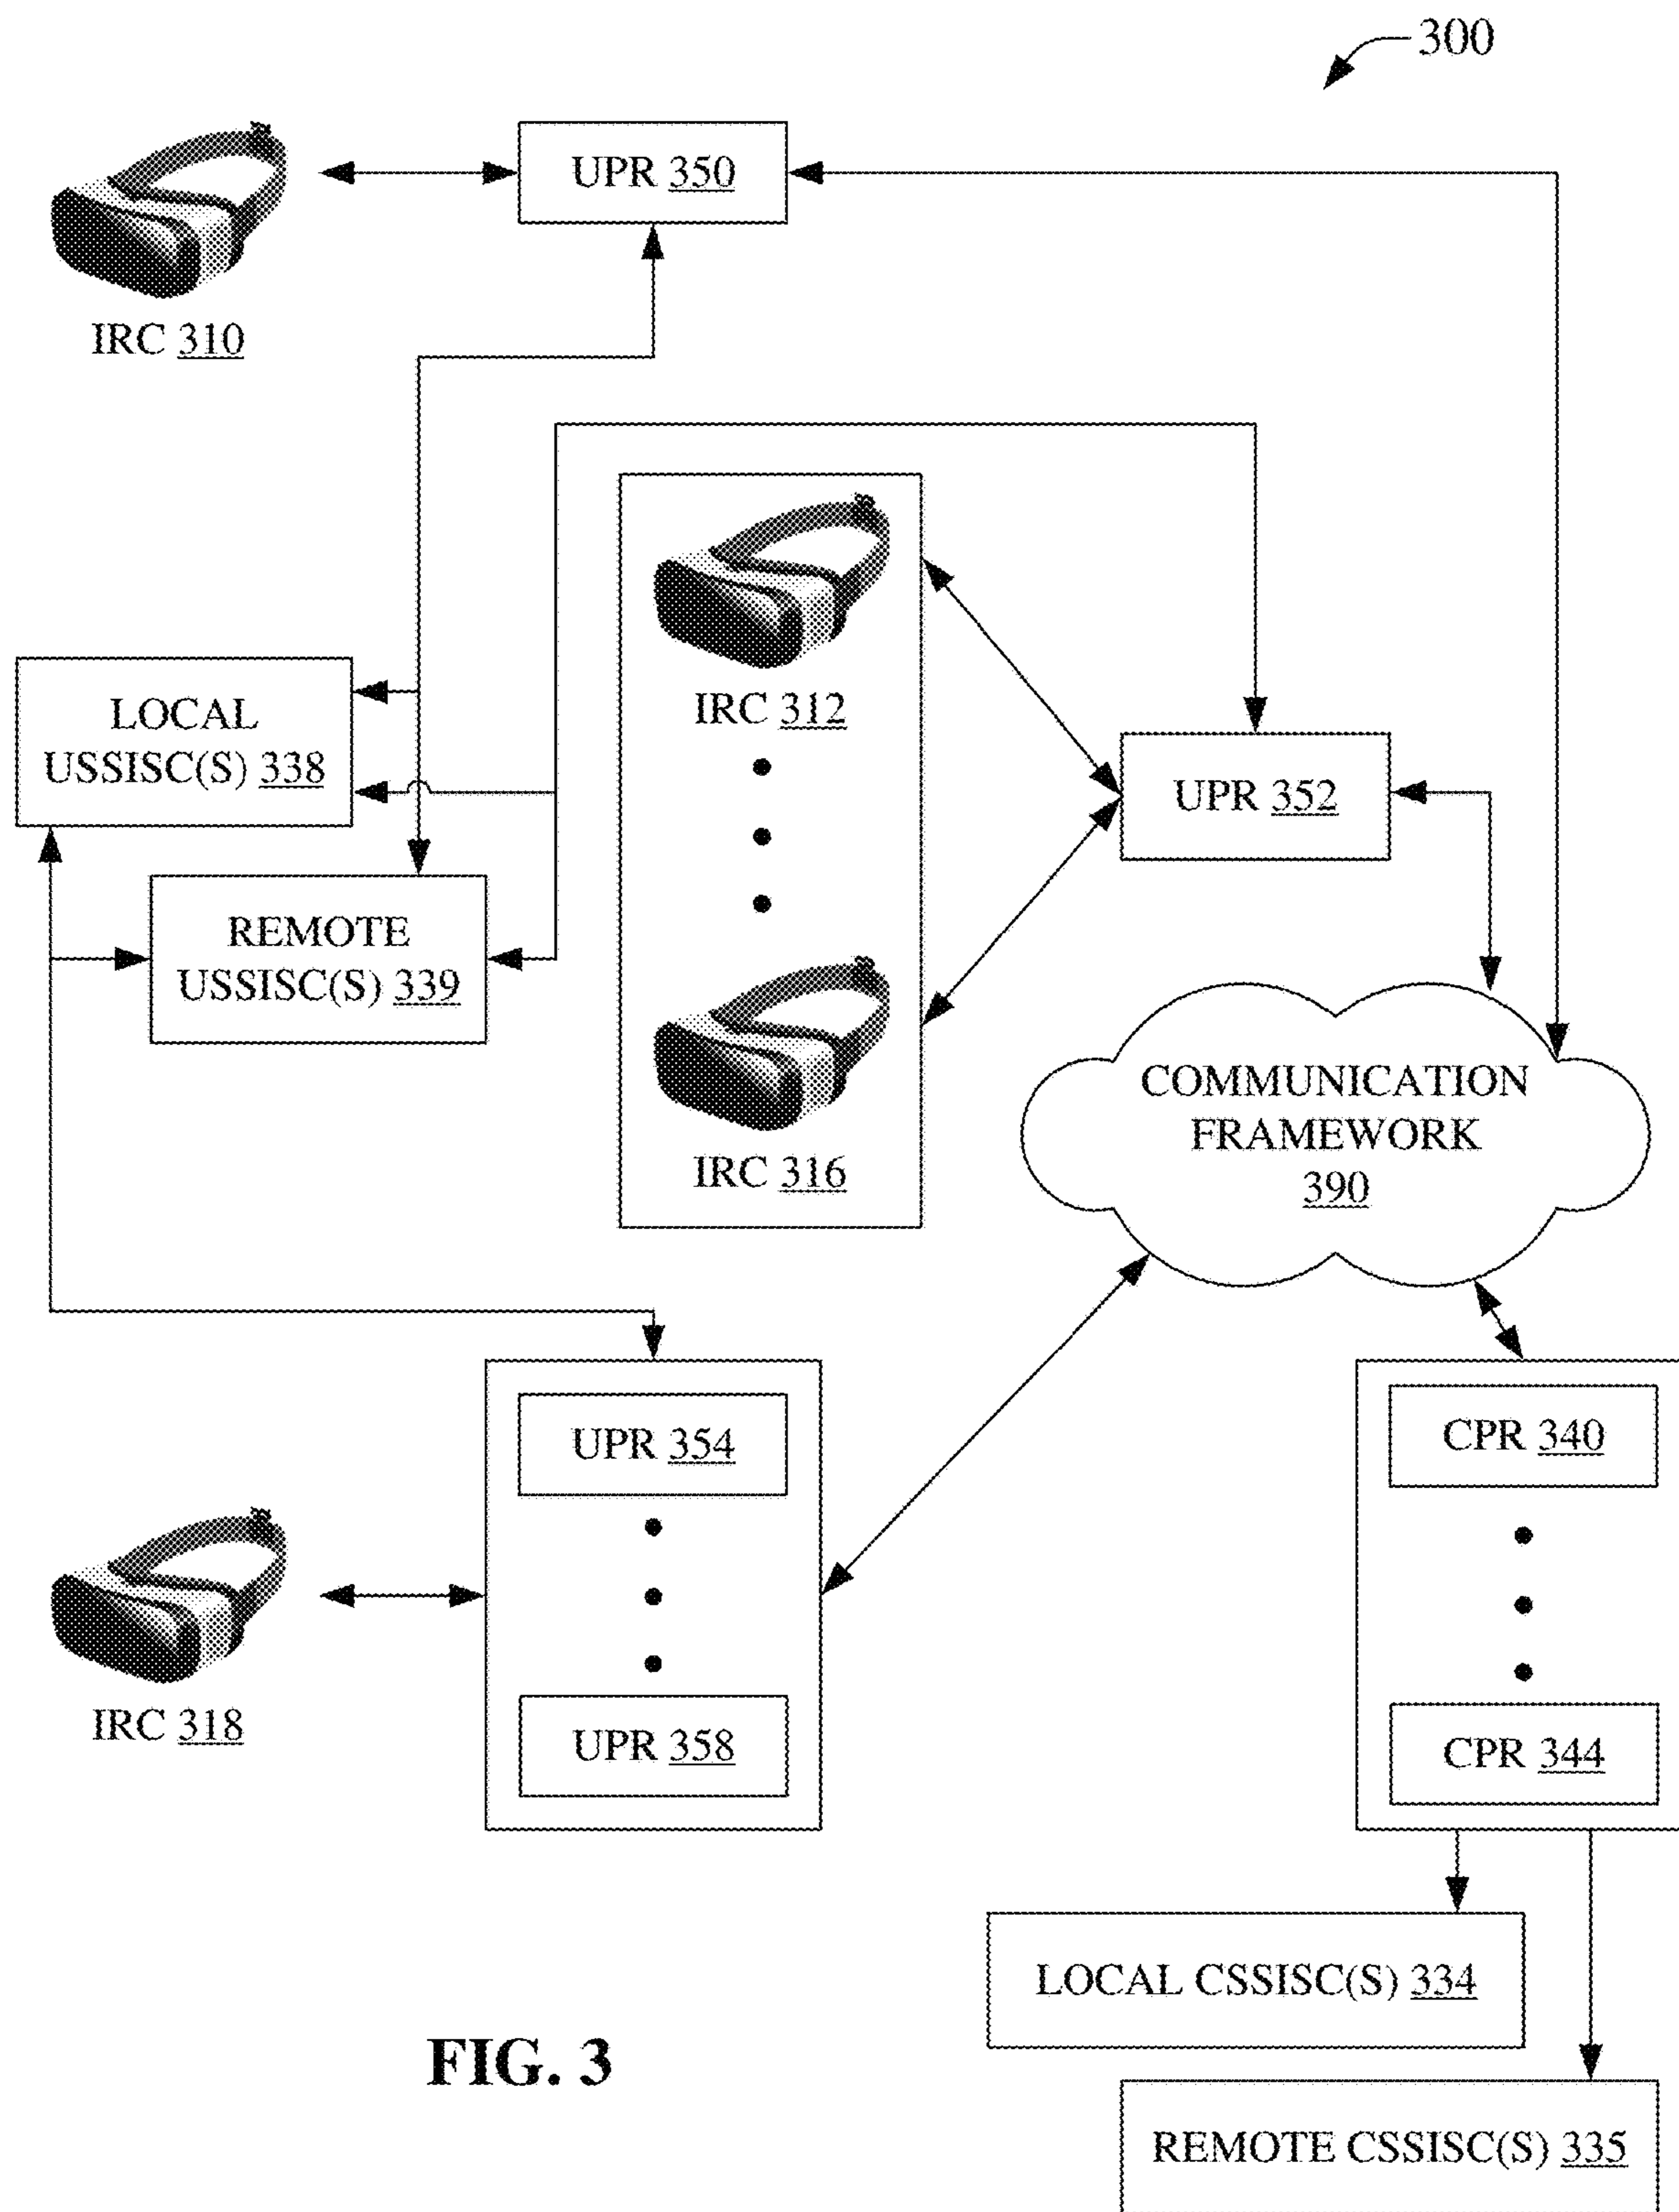 300
UPR 350
IRC 310
IRC 312
LOCAL
USSISC(S) 338
UPR 352
REMOTE
USSISC(S) 339
COMMUNICATION
FRAMEWORK
390
IRC 316
UPR 354
CPR 340
IRC 318
UPR 358
CPR 344
LOCAL CSSISC(S) 334
FIG. 3
REMOTE CSSISC(S) 335